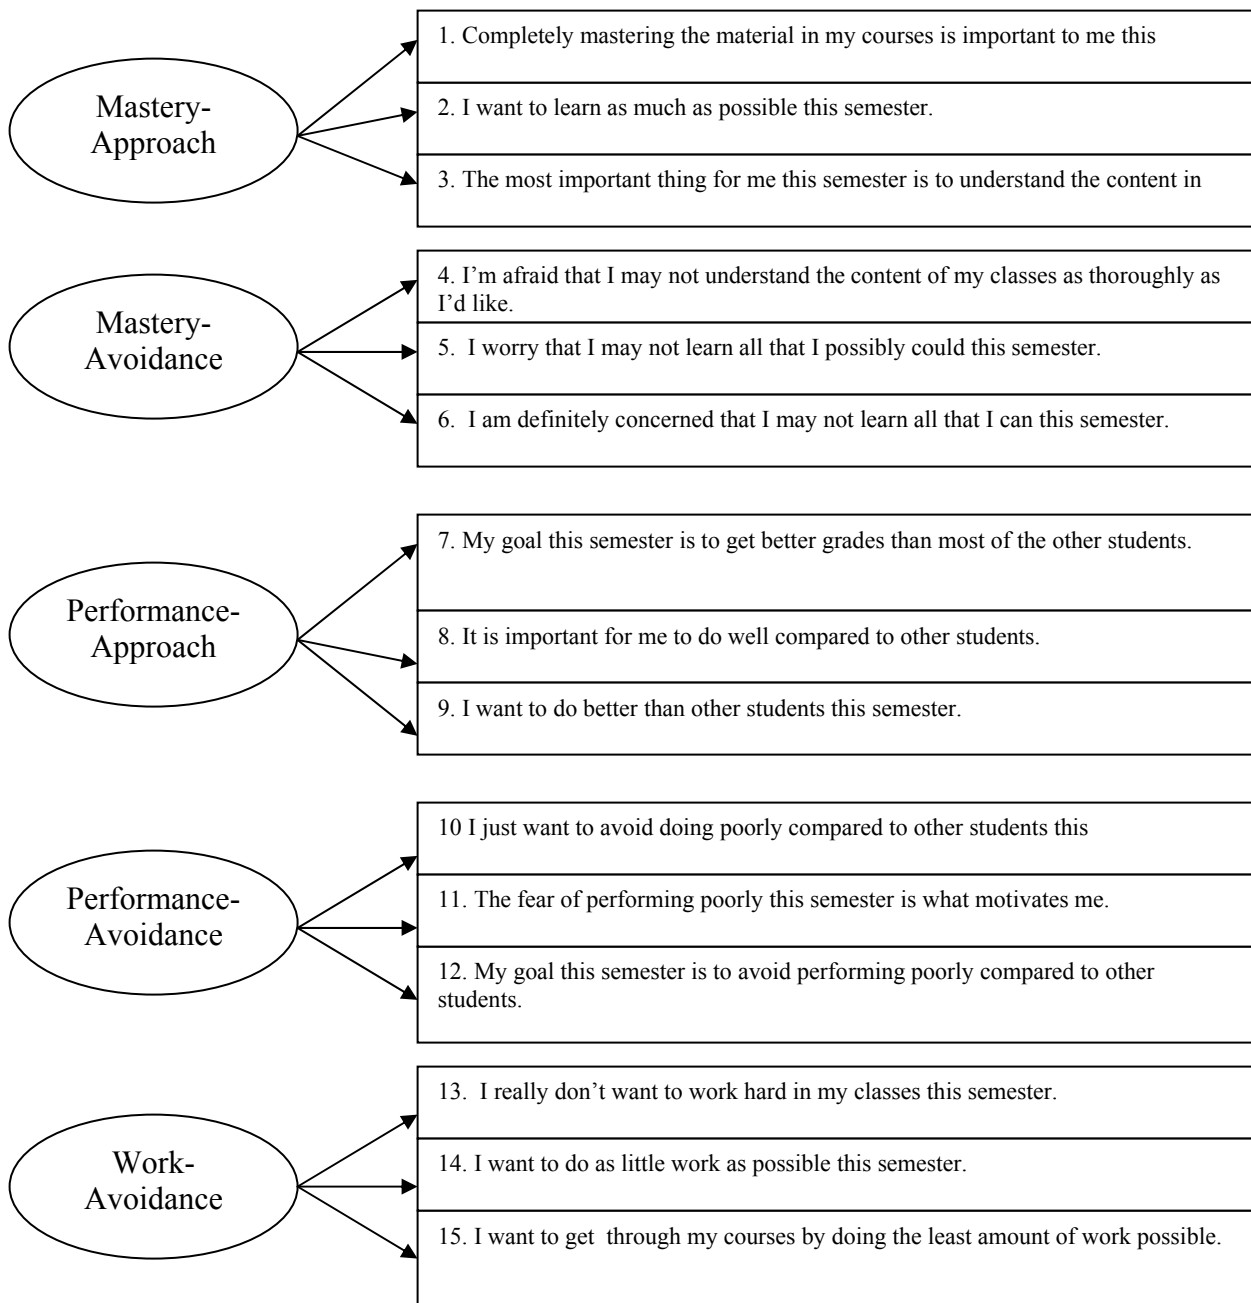 Mastery-
Approach
1. Completely mastering the material in my courses is important to me this
2. I want to learn as much as possible this semester.
3. The most important thing for me this semester is to understand the content in
Mastery-
Avoidance
4. I’m afraid that I may not understand the content of my classes as thoroughly as
I’d like.
5.  I worry that I may not learn all that I possibly could this semester.
6.  I am definitely concerned that I may not learn all that I can this semester.
Performance-
Approach
7. My goal this semester is to get better grades than most of the other students.
8. It is important for me to do well compared to other students.
9. I want to do better than other students this semester.
Performance-
Avoidance
10 I just want to avoid doing poorly compared to other students this
11. The fear of performing poorly this semester is what motivates me.
12. My goal this semester is to avoid performing poorly compared to other
students.
Work-
Avoidance
13.  I really don’t want to work hard in my classes this semester.
14. I want to do as little work as possible this semester.
15. I want to get  through my courses by doing the least amount of work possible.